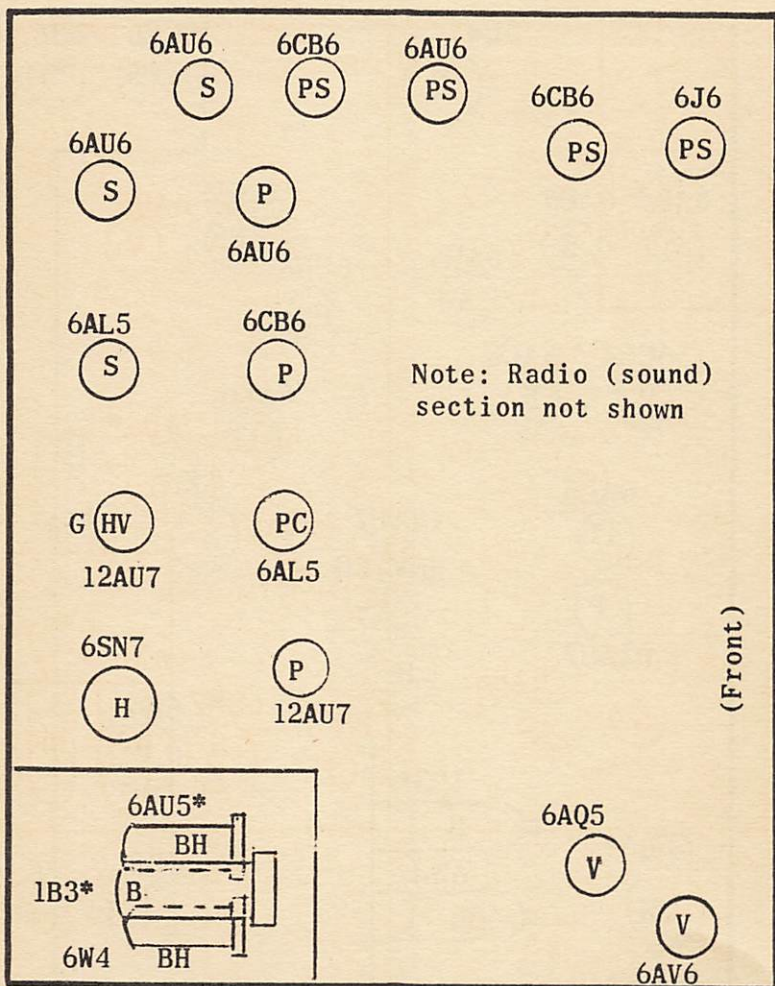 6AU6 6CB6 6AU6
S PS PS
6CB6 6J6
PS PS
6AU6
S P
6AU6
6AL5 6CB6
S P
Note: Radio (sound)
section not shown
G HV PC
12AU7 6AL5
6SN7
H P
12AU7
(Front)
6AU5*
BH
1B3* B
6W4 BH
6AQ5
V
V
6AV6